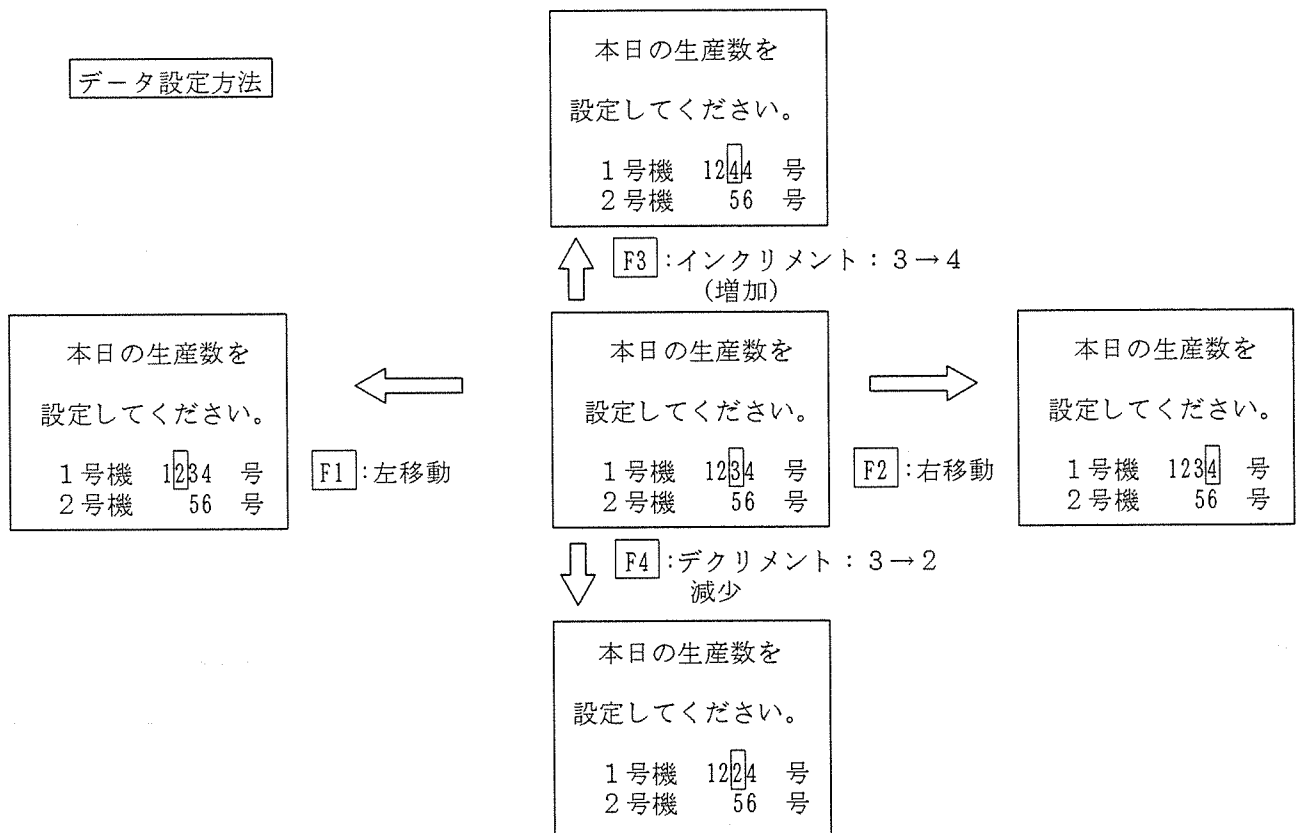 データ設定方法
本日の生産数を
設定してください。
1号機 1244 号
2号機 56 号
F3:インクリメント:3→4
(増加)
本日の生産数を
設定してください。
1号機 1234 号
2号機 56 号
F1:左移動
本日の生産数を
設定してください。
1号機 1234 号
2号機 56 号
F2:右移動
本日の生産数を
設定してください。
1号機 1234 号
2号機 56 号
F4:デクリメント:3→2
減少
本日の生産数を
設定してください。
1号機 1224 号
2号機 56 号